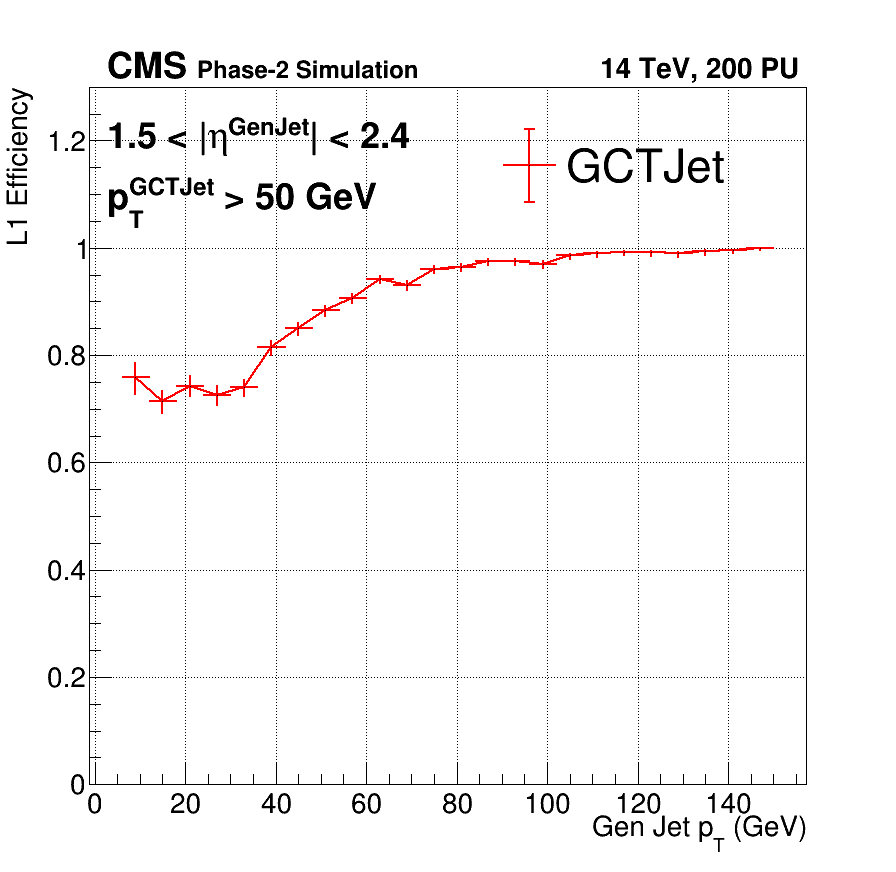 CMS Phase-2 Simulation 14 TeV, 200 PU
L1 Efficiency
1.5 < |η^GenJet| < 2.4
p_T^GCTJet > 50 GeV
GCTJet
1.2
1
0.8
0.6
0.4
0.2
0
0 20 40 60 80 100 120 140
Gen Jet p_T (GeV)